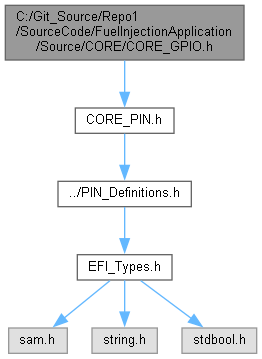 C:/Git_Source/Repo1
/SourceCode/FuelInjectionApplication
/Source/CORE/CORE_GPIO.h
CORE_PIN.h
../PIN_Definitions.h
EFI_Types.h
sam.h
string.h
stdbool.h